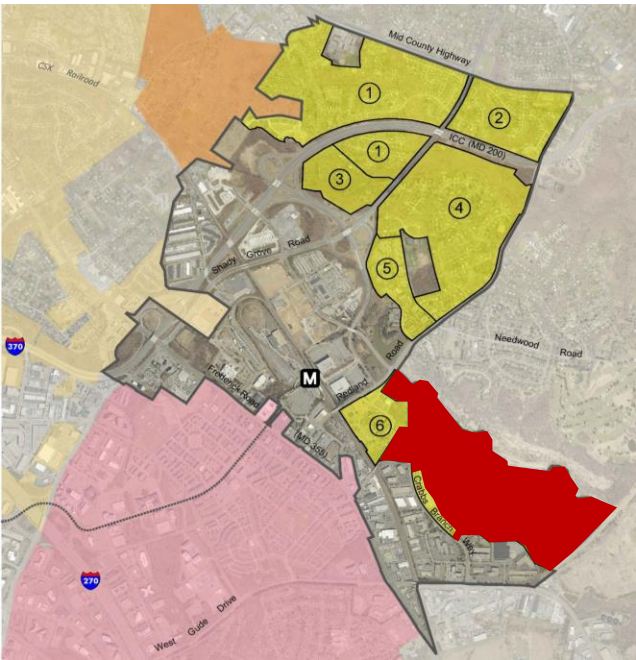 Mid County Highway
CSX Railroad
1
2
ICC (MD 200)
1
3
4
Shady Grove Road
5
Needwood Road
370
M
Redland Road
Frederick Road
(MD 355)
6
Crabbs Branch Way
270
West Gude Drive